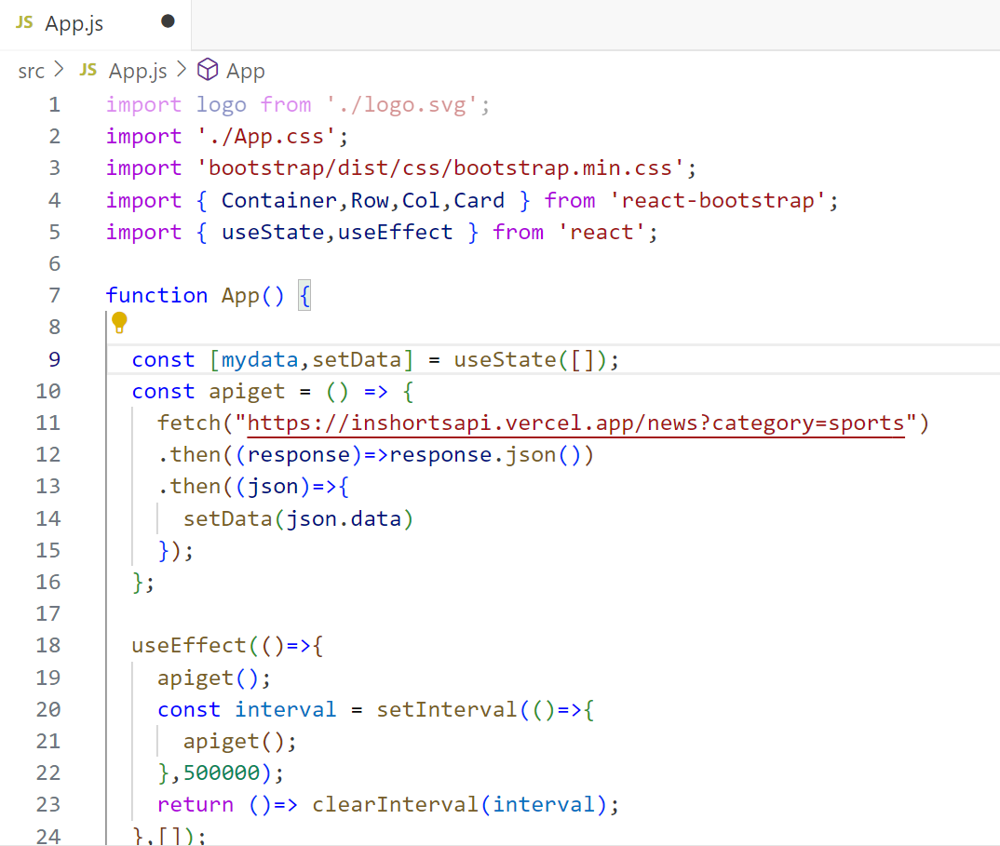 JS App.js
src > JS App.js > App
1 import logo from './logo.svg';
2 import './App.css';
3 import 'bootstrap/dist/css/bootstrap.min.css';
4 import { Container,Row,Col,Card } from 'react-bootstrap';
5 import { useState,useEffect } from 'react';
6
7 function App() {
8
9 const [mydata,setData] = useState([]);
10 const apiget = () => {
11 fetch("https://inshortsapi.vercel.app/news?category=sports")
12 .then((response)=>response.json())
13 .then((json)=>{
14 setData(json.data)
15 });
16 };
17
18 useEffect(()=>{
19 apiget();
20 const interval = setInterval(()=>{
21 apiget();
22 },500000);
23 return ()=> clearInterval(interval);
24 },[]);